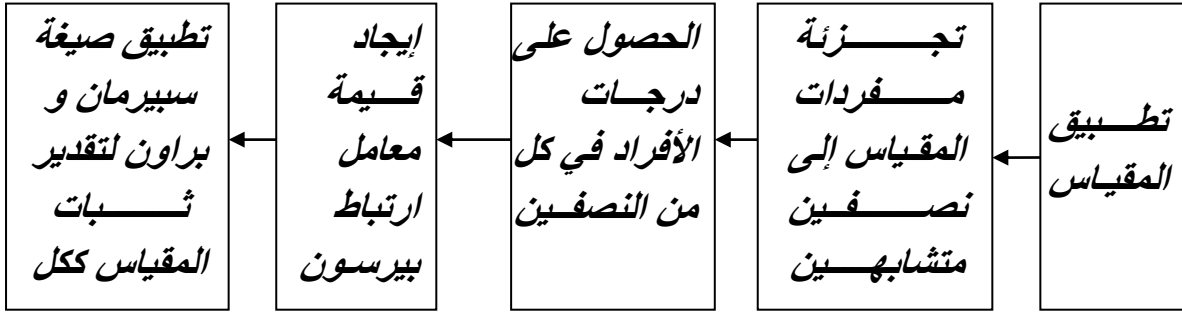 تطبيق
المقياس
تجزئة
مفردات
المقياس إلى
نصفين
متشابهين
الحصول على
درجات
الأفراد في كل
من النصفين
إيجاد
قيمة
معامل
ارتباط
بيرسون
تطبيق صيغة
سبيرمان و
براون لتقدير
ثبات
المقياس ككل